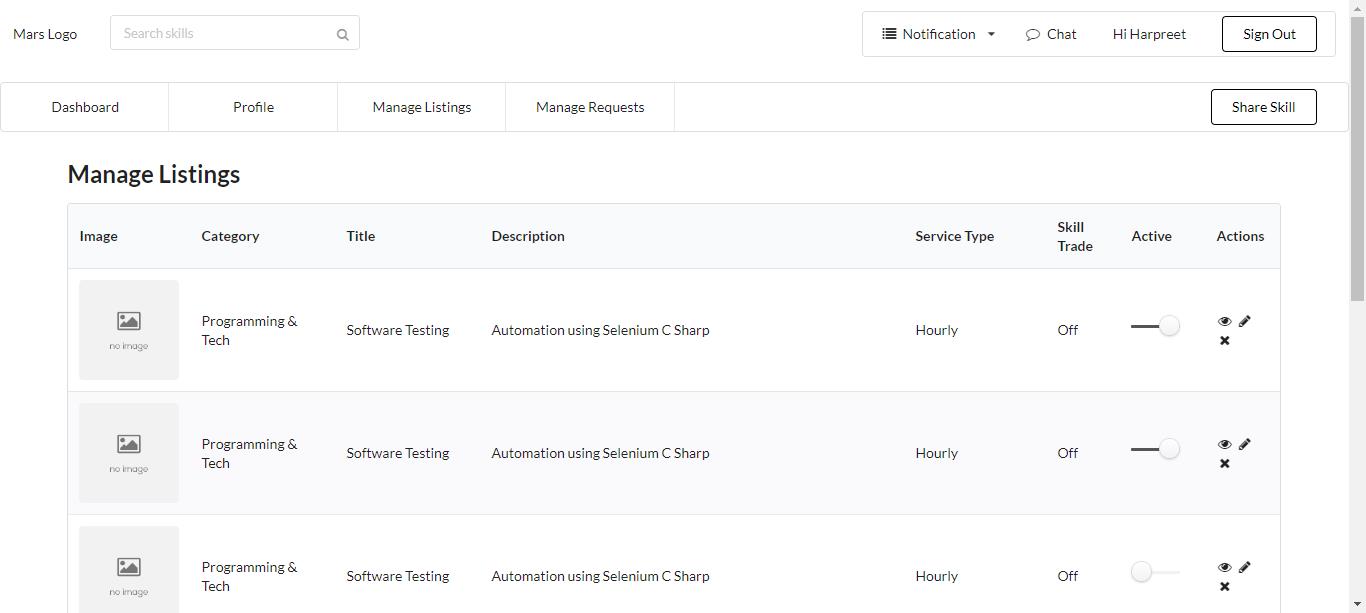 Mars Logo
Search skills
Notification
Chat
Hi Harpreet
Sign Out
Dashboard
Profile
Manage Listings
Manage Requests
Share Skill
Manage Listings
Image
Category
Title
Description
Service Type
Skill
Trade
Active
Actions
no image
Programming &
Tech
Software Testing
Automation using Selenium C Sharp
Hourly
Off
no image
Programming &
Tech
Software Testing
Automation using Selenium C Sharp
Hourly
Off
no image
Programming &
Tech
Software Testing
Automation using Selenium C Sharp
Hourly
Off